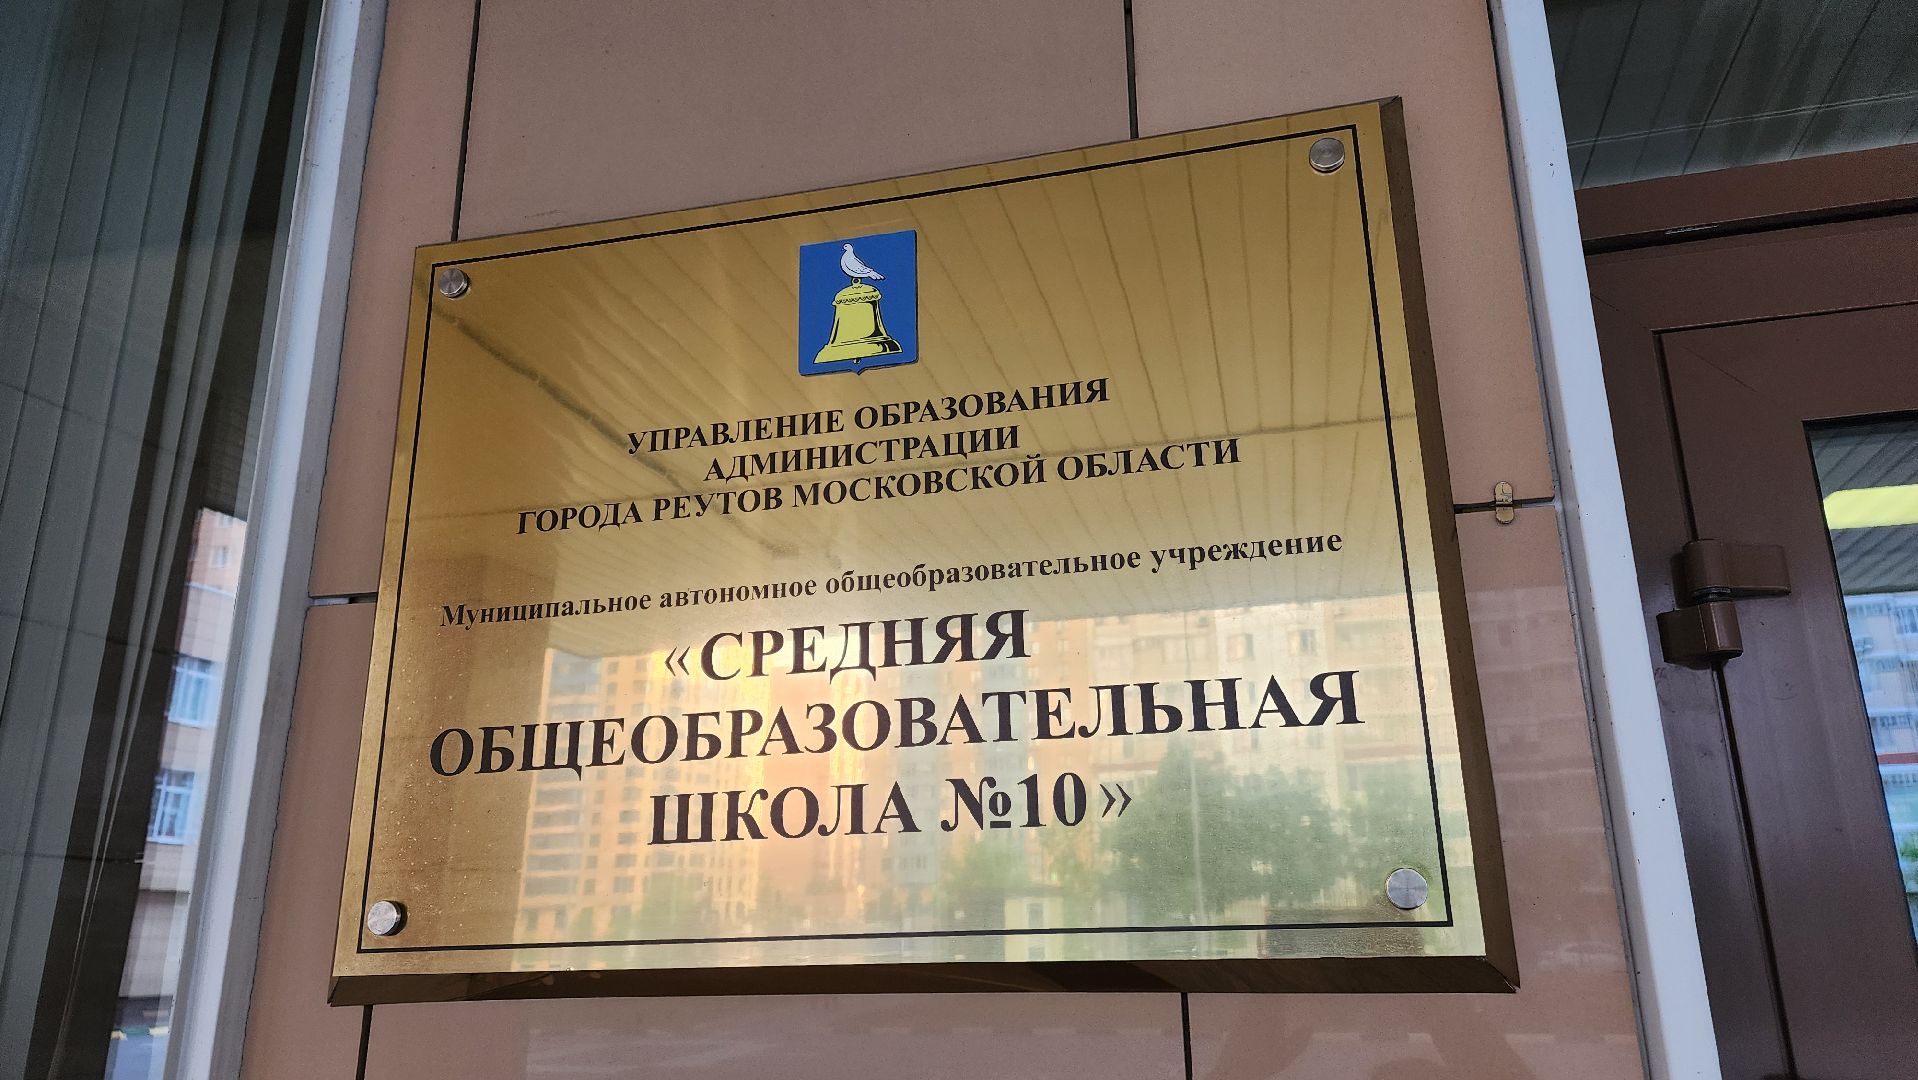 УПРАВЛЕНИЕ ОБРАЗОВАНИЯ
АДМИНИСТРАЦИИ
ГОРОДА РЕУТОВ МОСКОВСКОЙ ОБЛАСТИ
Муниципальное автономное общеобразовательное учреждение
«СРЕДНЯЯ
ОБЩЕОБРАЗОВАТЕЛЬНАЯ
ШКОЛА №10»